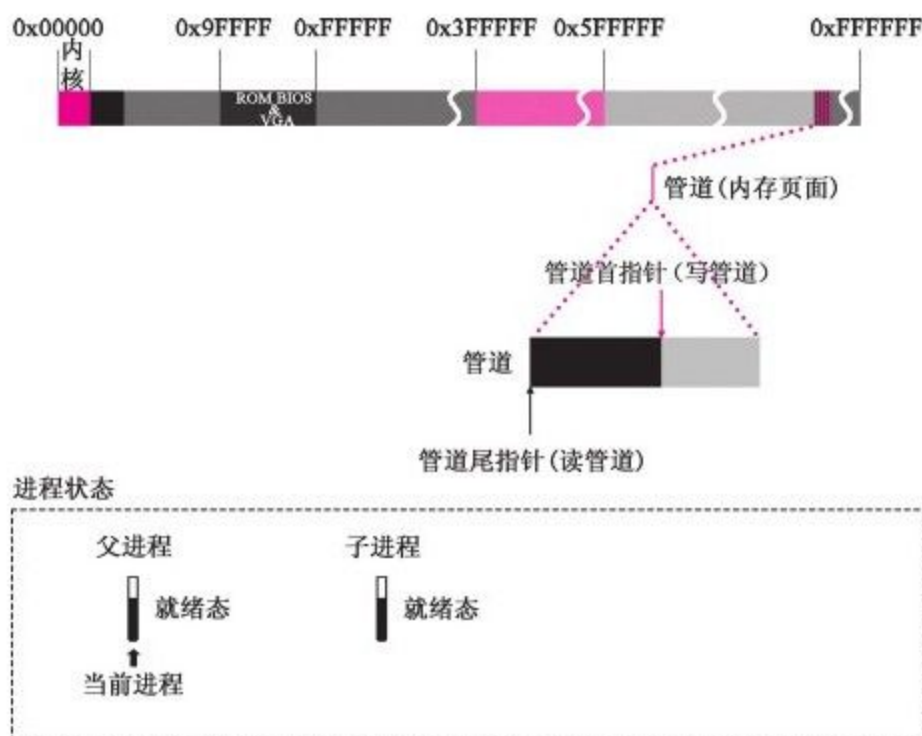 0x00000 0x9FFFF 0xFFFFF 0x3FFFFF 0x5FFFFF 0xFFFFFF
内
核
ROM BIOS
&
VGA
管道(内存页面)
管道首指针(写管道)
管道
管道尾指针(读管道)
进程状态
父进程 子进程
就绪态 就绪态
当前进程